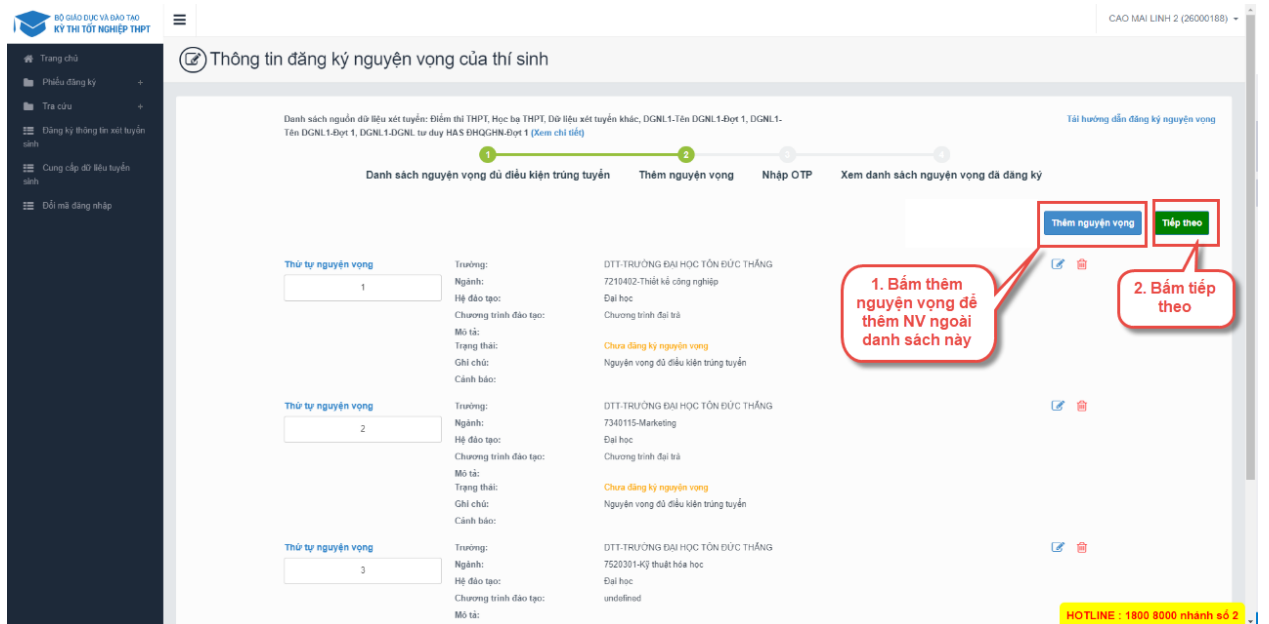 BỘ GIÁO DỤC VÀ ĐÀO TẠO
KỲ THI TỐT NGHIỆP THPT
CAO MAI LINH 2 (26000188)
Trang chủ
Phiếu đăng ký +
Tra cứu +
Đăng ký thông tin xét tuyển
sinh
Cung cấp dữ liệu tuyển
sinh
Đổi mã đăng nhập
Thông tin đăng ký nguyện vọng của thí sinh
Danh sách nguồn dữ liệu xét tuyển: Điểm thi THPT, Học bạ THPT, Dữ liệu xét tuyển khác, DGNL1-Tên DGNL1-Đợt 1, DGNL1-
Tên DGNL1-Đợt 1, DGNL1-DGNL tư duy HAS ĐHQGHN-Đợt 1 (Xem chi tiết)
Tải hướng dẫn đăng ký nguyện vọng
1 2 3 4
Danh sách nguyện vọng đủ điều kiện trúng tuyển Thêm nguyện vọng Nhập OTP Xem danh sách nguyện vọng đã đăng ký
Thêm nguyện vọng Tiếp theo
1. Bấm thêm
nguyện vọng để
thêm NV ngoài
danh sách này
2. Bấm tiếp
theo
Thứ tự nguyện vọng
1
Trường: DTT-TRƯỜNG ĐẠI HỌC TÔN ĐỨC THẮNG
Ngành: 7210402-Thiết kế công nghiệp
Hệ đào tạo: Đại học
Chương trình đào tạo: Chương trình đại trà
Mô tả:
Trạng thái: Chưa đăng ký nguyện vọng
Ghi chú: Nguyện vong đủ điều kiện trúng tuyển
Cảnh báo:
Thứ tự nguyện vọng
2
Trường: DTT-TRƯỜNG ĐẠI HỌC TÔN ĐỨC THẮNG
Ngành: 7340115-Marketing
Hệ đào tạo: Đại học
Chương trình đào tạo: Chương trình đại trà
Mô tả:
Trạng thái: Chưa đăng ký nguyện vọng
Ghi chú: Nguyện vong đủ điều kiện trúng tuyển
Cảnh báo:
Thứ tự nguyện vọng
3
Trường: DTT-TRƯỜNG ĐẠI HỌC TÔN ĐỨC THẮNG
Ngành: 7520301-Kỹ thuật hóa học
Hệ đào tạo: Đại học
Chương trình đào tạo: undefined
Mô tả:
HOTLINE : 1800 8000 nhánh số 2